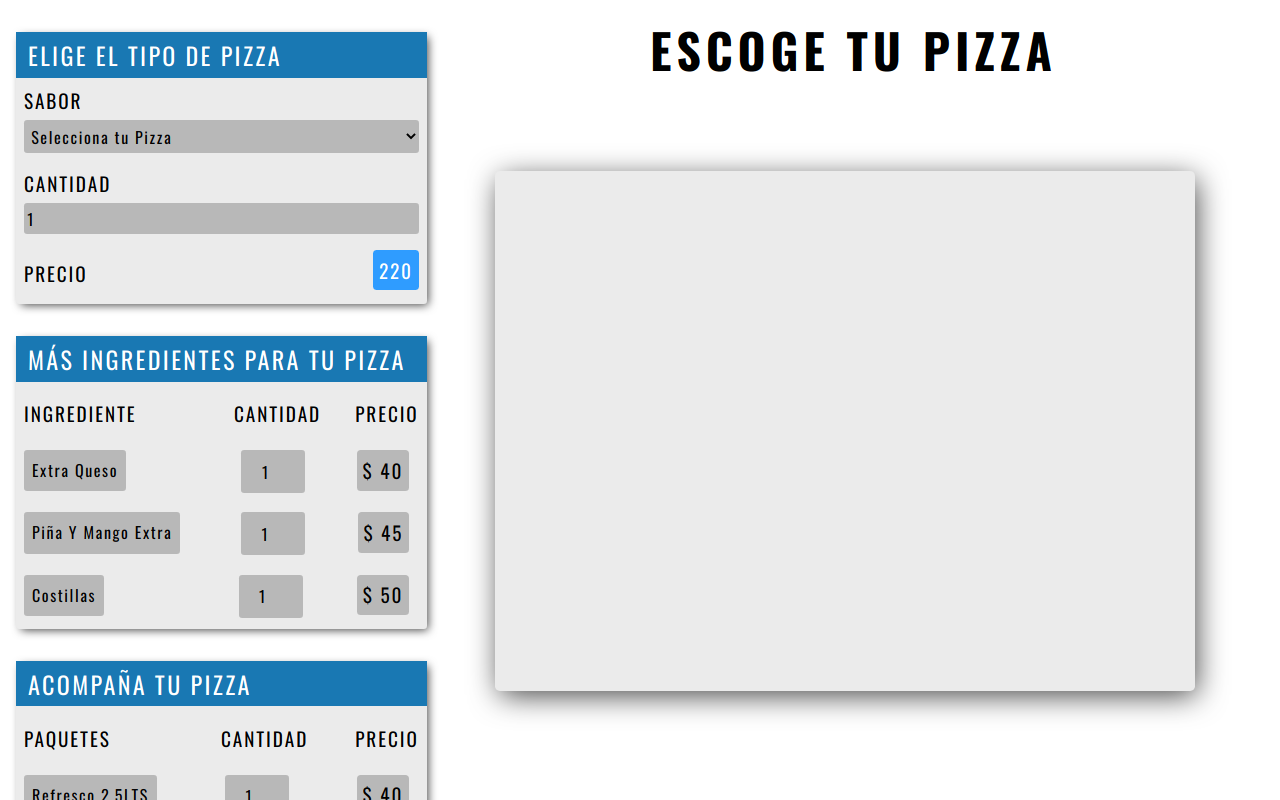 ELIGE EL TIPO DE PIZZA
SABOR
Selecciona tu Pizza
CANTIDAD
1
PRECIO 220
MÁS INGREDIENTES PARA TU PIZZA
INGREDIENTE CANTIDAD PRECIO
Extra Queso 1 $ 40
Piña Y Mango Extra 1 $ 45
Costillas 1 $ 50
ACOMPAÑA TU PIZZA
PAQUETES CANTIDAD PRECIO
Refresco 2.5LTS 1 $ 40
ESCOGE TU PIZZA